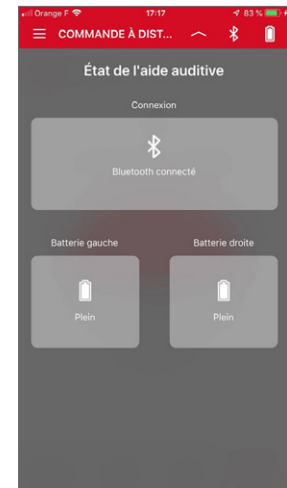 Orange F 17:17 83 %
COMMANDE À DIST...
État de l'aide auditive
Connexion
Bluetooth connecté
Batterie gauche Batterie droite
Plein Plein